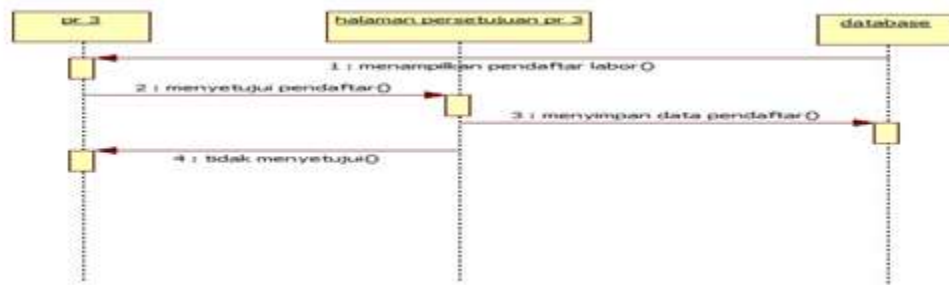 pr 3
halaman persetujuan pr 3
database
1 : menampilkan pendaftar labor()
2 : menyetujui pendaftar()
3 : menyimpan data pendaftar()
4 : tidak menyetujui()